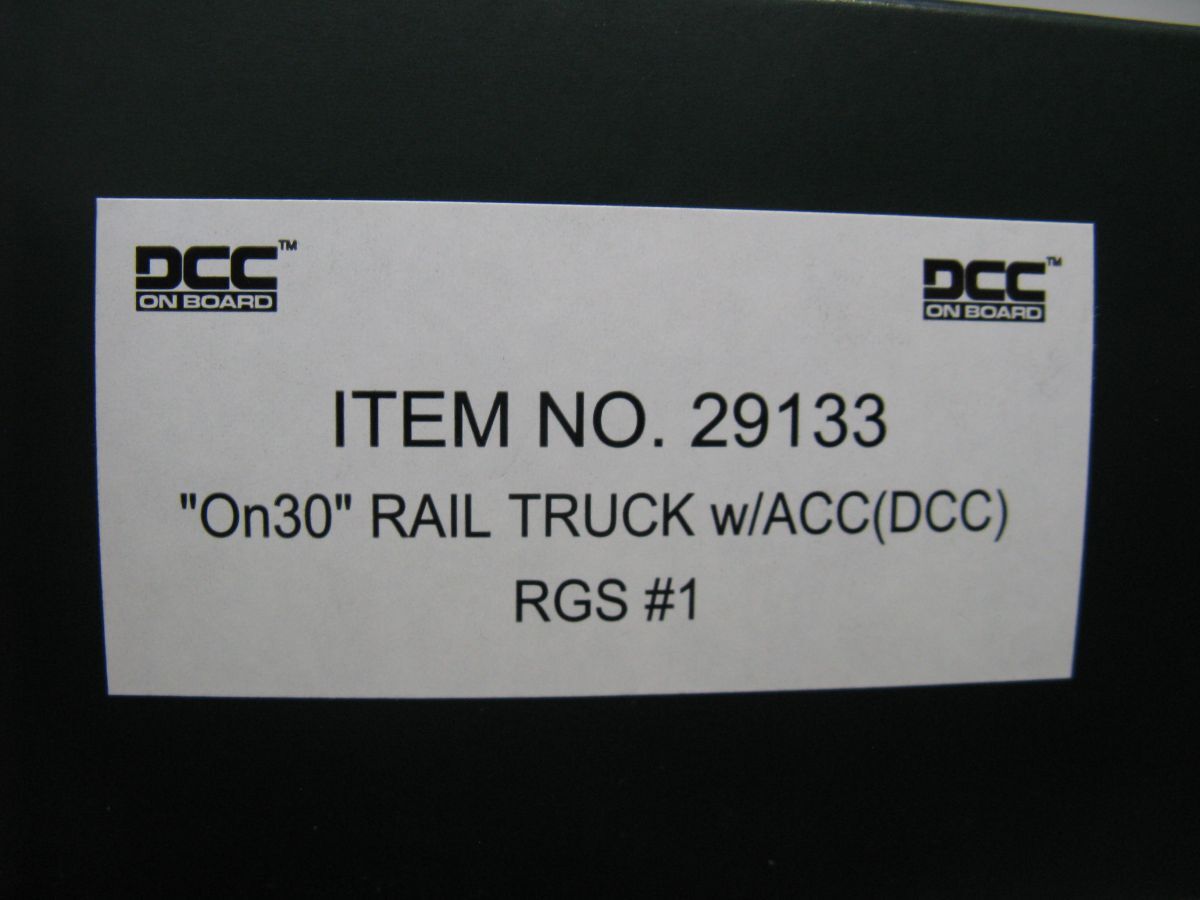 DCC™ DCC™
ON BOARD ON BOARD
ITEM NO. 29133
"On30" RAIL TRUCK w/ACC(DCC)
RGS #1